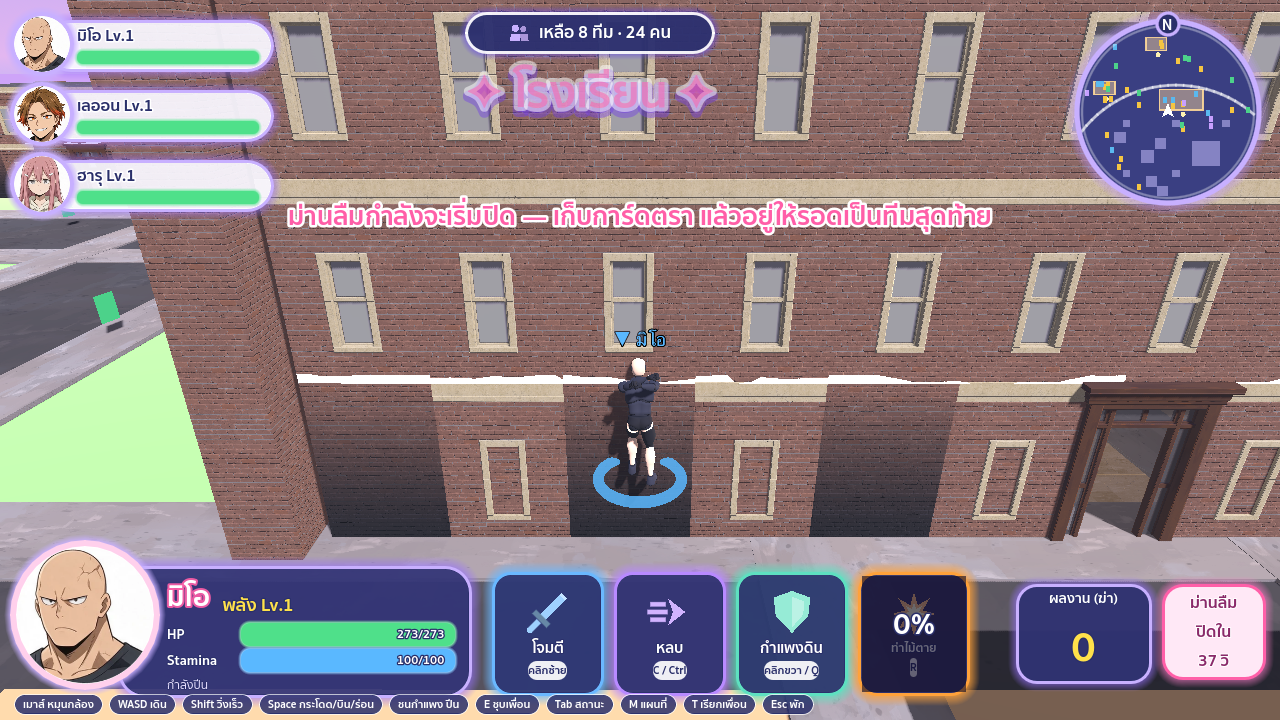 มิโอ Lv.1
เลออน Lv.1
ฮารุ Lv.1
เหลือ 8 ทีม · 24 คน
โรงเรียน
N
ม่านลืมกำลังจะเริ่มปิด — เก็บการ์ดตรา แล้วอยู่ให้รอดเป็นทีมสุดท้าย
▼ มิโอ
มิโอ พลัง Lv.1
HP 273/273
Stamina 100/100
กำลังปีน
โจมตี
คลิกซ้าย
หลบ
C / Ctrl
กำแพงดิน
คลิกขวา / Q
0%
ท่าไม้ตาย
R
ผลงาน (ฆ่า)
0
ม่านลืม
ปิดใน
37 วิ
เมาส์ หมุนกล้อง WASD เดิน Shift วิ่งเร็ว Space กระโดด/บิน/ร่อน ชนกำแพง ปีน E ชุบเพื่อน Tab สถานะ M แผนที่ T เรียกเพื่อน Esc พัก